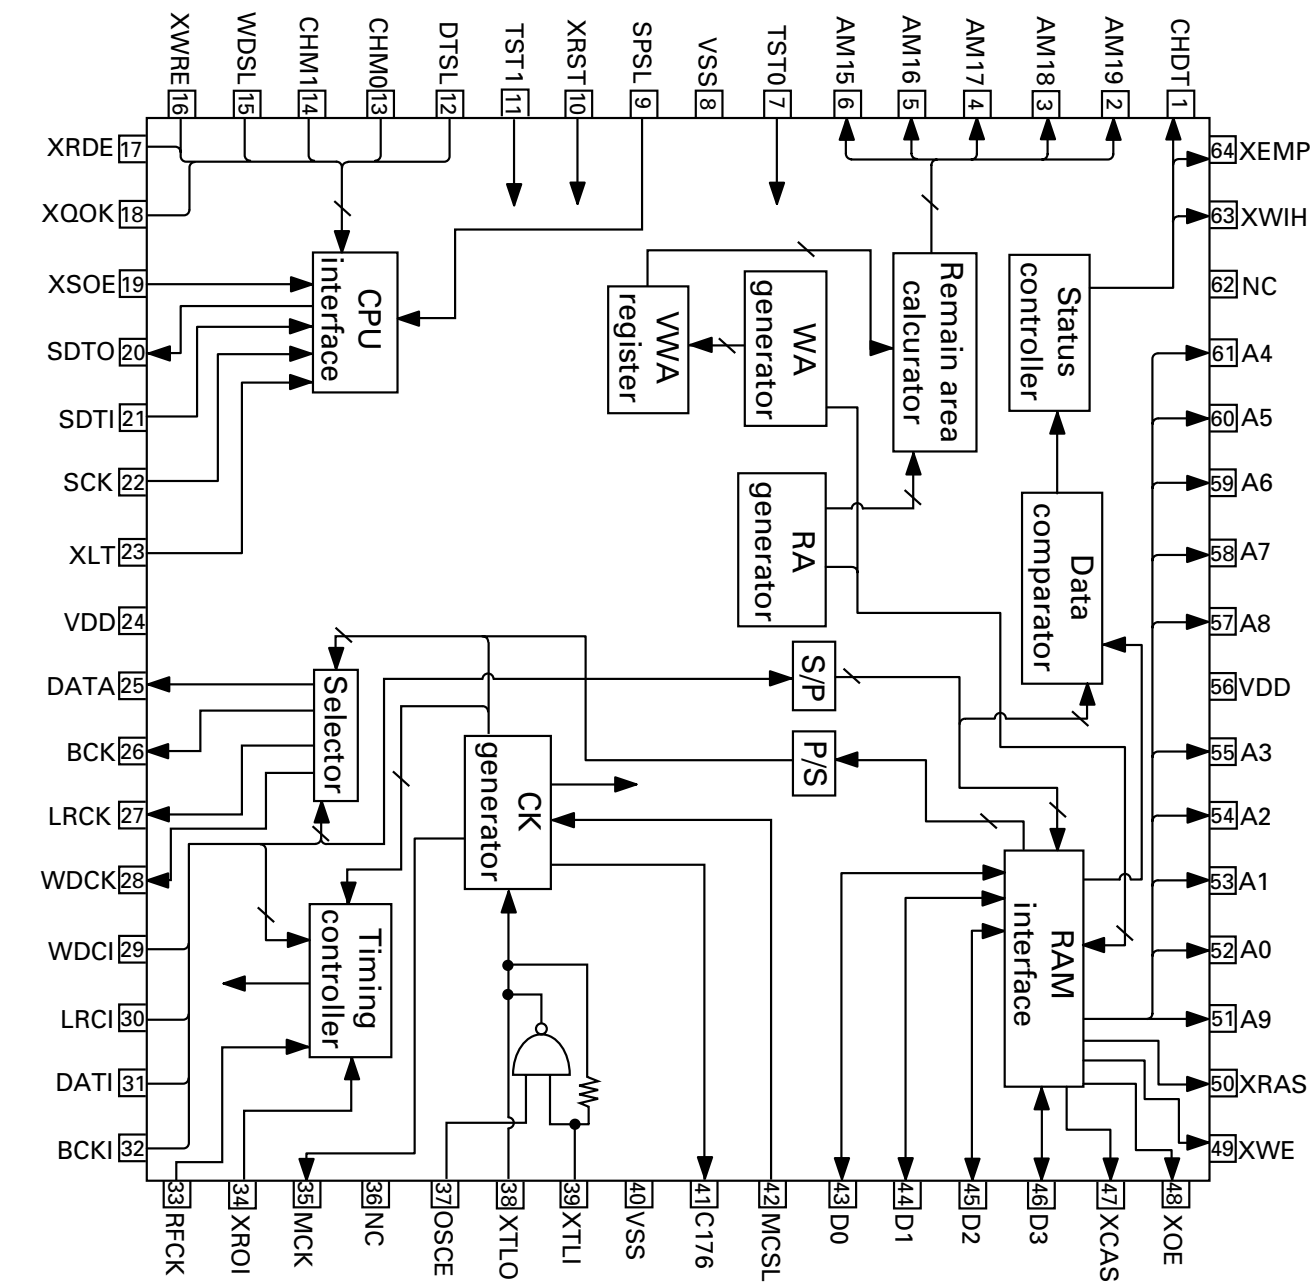 XWRE 16
WDSL 15
CHM1 14
CHM0 13
DTSL 12
TST1 11
XRST 10
SPSL 9
VSS 8
TST0 7
AM15 6
AM16 5
AM17 4
AM18 3
AM19 2
CHDT 1
XRDE 17
XQOK 18
XSOE 19
SDTO 20
SDTI 21
SCK 22
XLT 23
VDD 24
DATA 25
BCK 26
LRCK 27
WDCK 28
WDCI 29
LRCI 30
DATI 31
BCKI 32
CPU
interface
VWA
register
WA
generator
Remain area
calcurator
Status
controller
RA
generator
Data
comparator
S/P
P/S
Selector
CK
generator
Timing
controller
RAM
interface
64 XEMP
63 XWIH
62 NC
61 A4
60 A5
59 A6
58 A7
57 A8
56 VDD
55 A3
54 A2
53 A1
52 A0
51 A9
50 XRAS
49 XWE
33 RFCK
34 XROI
35 MCK
36 NC
37 OSCE
38 XTLO
39 XTLI
40 VSS
41 C176
42 MCSL
43 D0
44 D1
45 D2
46 D3
47 XCAS
48 XOE